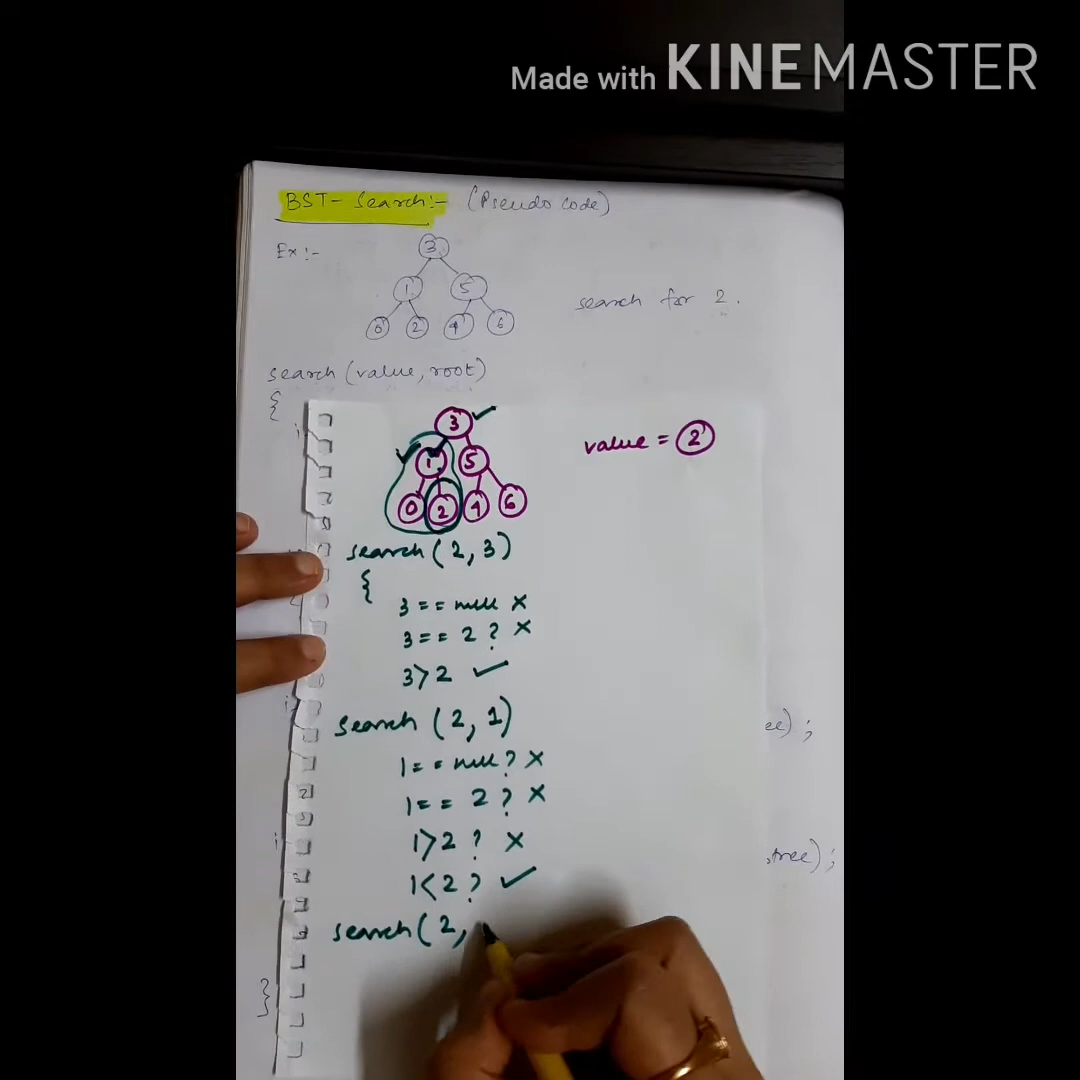 Made with KINEMASTER
BST- Search:- (Pseudo code)
Ex:-
3
1 5
0 2 4 6
search for 2.
search (value, root)
{
3
1 5
0 2 4 6
value = 2
search (2, 3)
{
3 == null ×
3 == 2 ? ×
3>2 ✓
search (2, 1)
1 == null ? ×
1 == 2 ? ×
1>2 ? ×
1<2 ? ✓
search (2,
ee) ;
,tree) ;
}